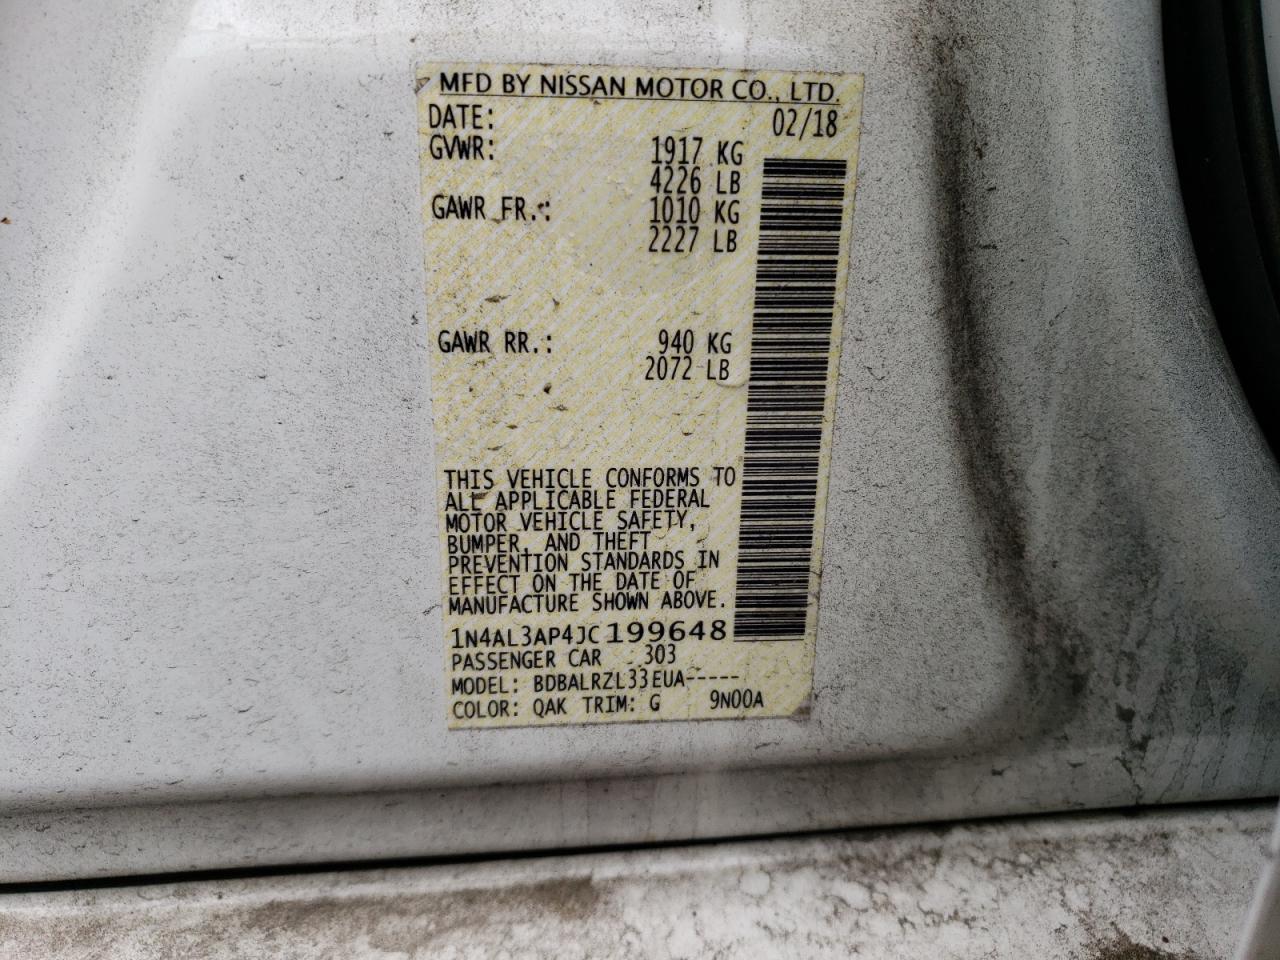 MFD BY NISSAN MOTOR CO., LTD.
DATE: 02/18
GVWR: 1917 KG
4226 LB
GAWR FR.: 1010 KG
2227 LB
GAWR RR.: 940 KG
2072 LB
THIS VEHICLE CONFORMS TO
ALL APPLICABLE FEDERAL
MOTOR VEHICLE SAFETY,
BUMPER, AND THEFT
PREVENTION STANDARDS IN
EFFECT ON THE DATE OF
MANUFACTURE SHOWN ABOVE.
1N4AL3AP4JC199648
PASSENGER CAR 303
MODEL: BDBALRZL33EUA-----
COLOR: QAK TRIM: G 9N00A